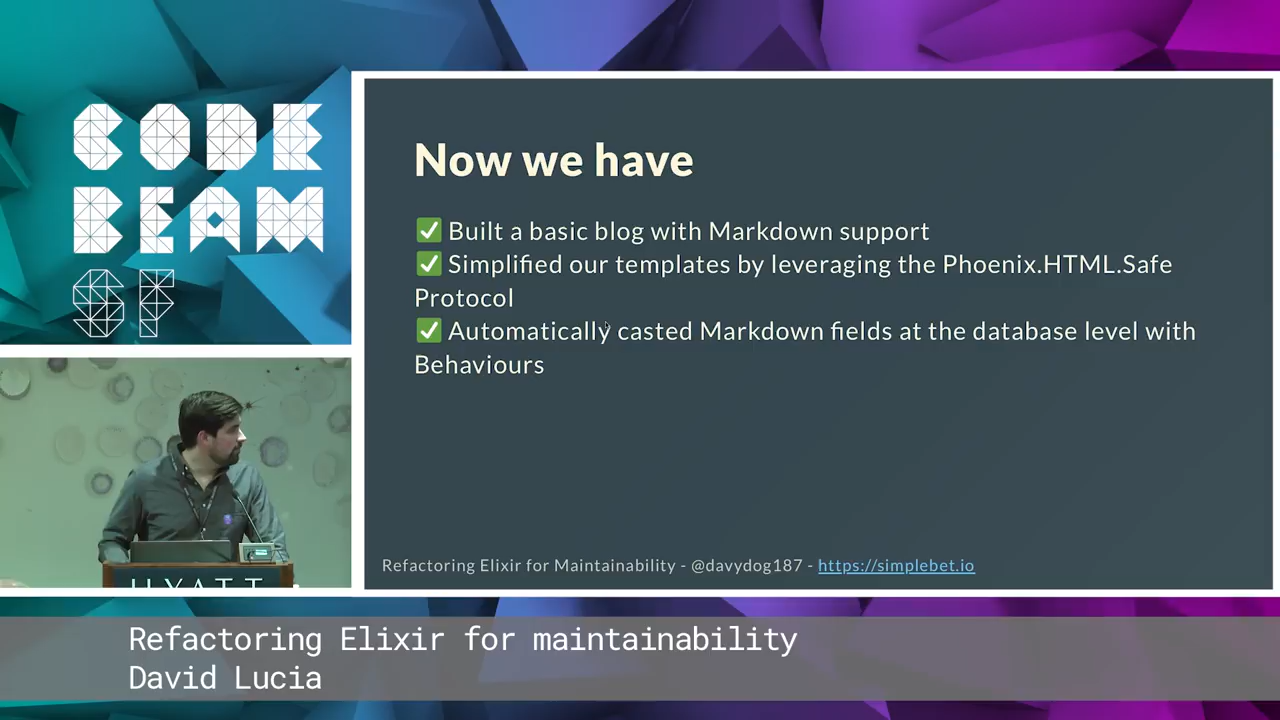 CODE
BEAM
SF
Now we have
✅ Built a basic blog with Markdown support
✅ Simplified our templates by leveraging the Phoenix.HTML.Safe
Protocol
✅ Automatically casted Markdown fields at the database level with
Behaviours
Refactoring Elixir for Maintainability - @davydog187 - https://simplebet.io
HYATT
Refactoring Elixir for maintainability
David Lucia